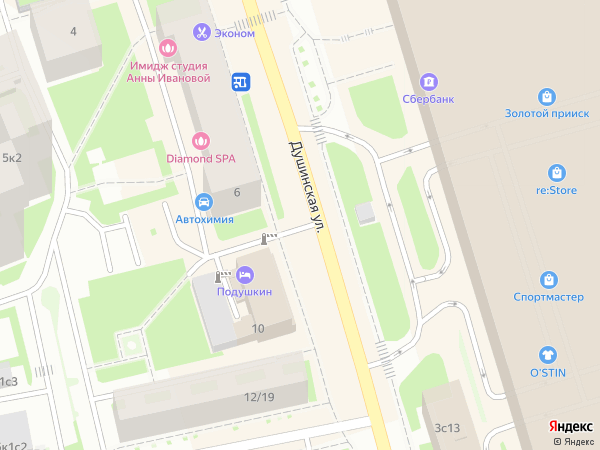 4
Эконом
Имидж студия
Анны Ивановой
Сбербанк
Золотой прииск
5к2
Diamond SPA
6
Автохимия
Душинская ул.
re:Store
Подушкин
Спортмастер
10
O'STIN
1с3
12/19
3с13
5к1с2
Яндекс
© Яндекс